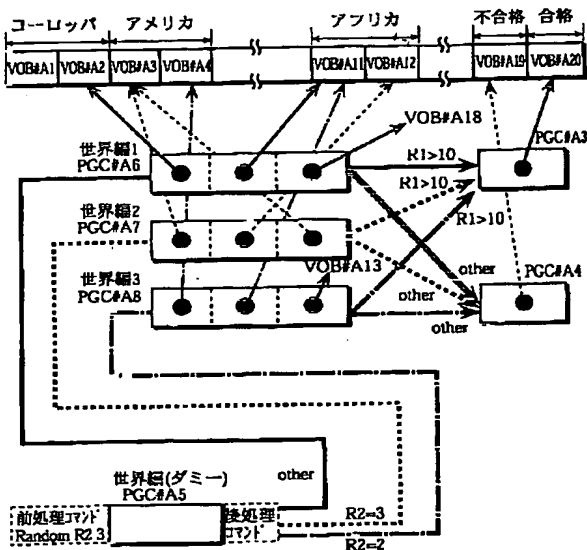 コーロッパ アメリカ アフリカ 不合格 合格
VOB#A1 VOB#A2 VOB#A3 VOB#A4 VOB#A11 VOB#A12 VOB#A19 VOB#A20
VOB#A18
世界編1
PGC#A6
R1>10
PGC#A3
R1>10
世界編2
PGC#A7
R1>10
世界編3
PGC#A8
VOB#A13
other
PGC#A4
other
other
世界編(ダミー)
PGC#A5
other
前処理コマンド
Random R2 3
後処理
コマンド
R2=3
R2=2